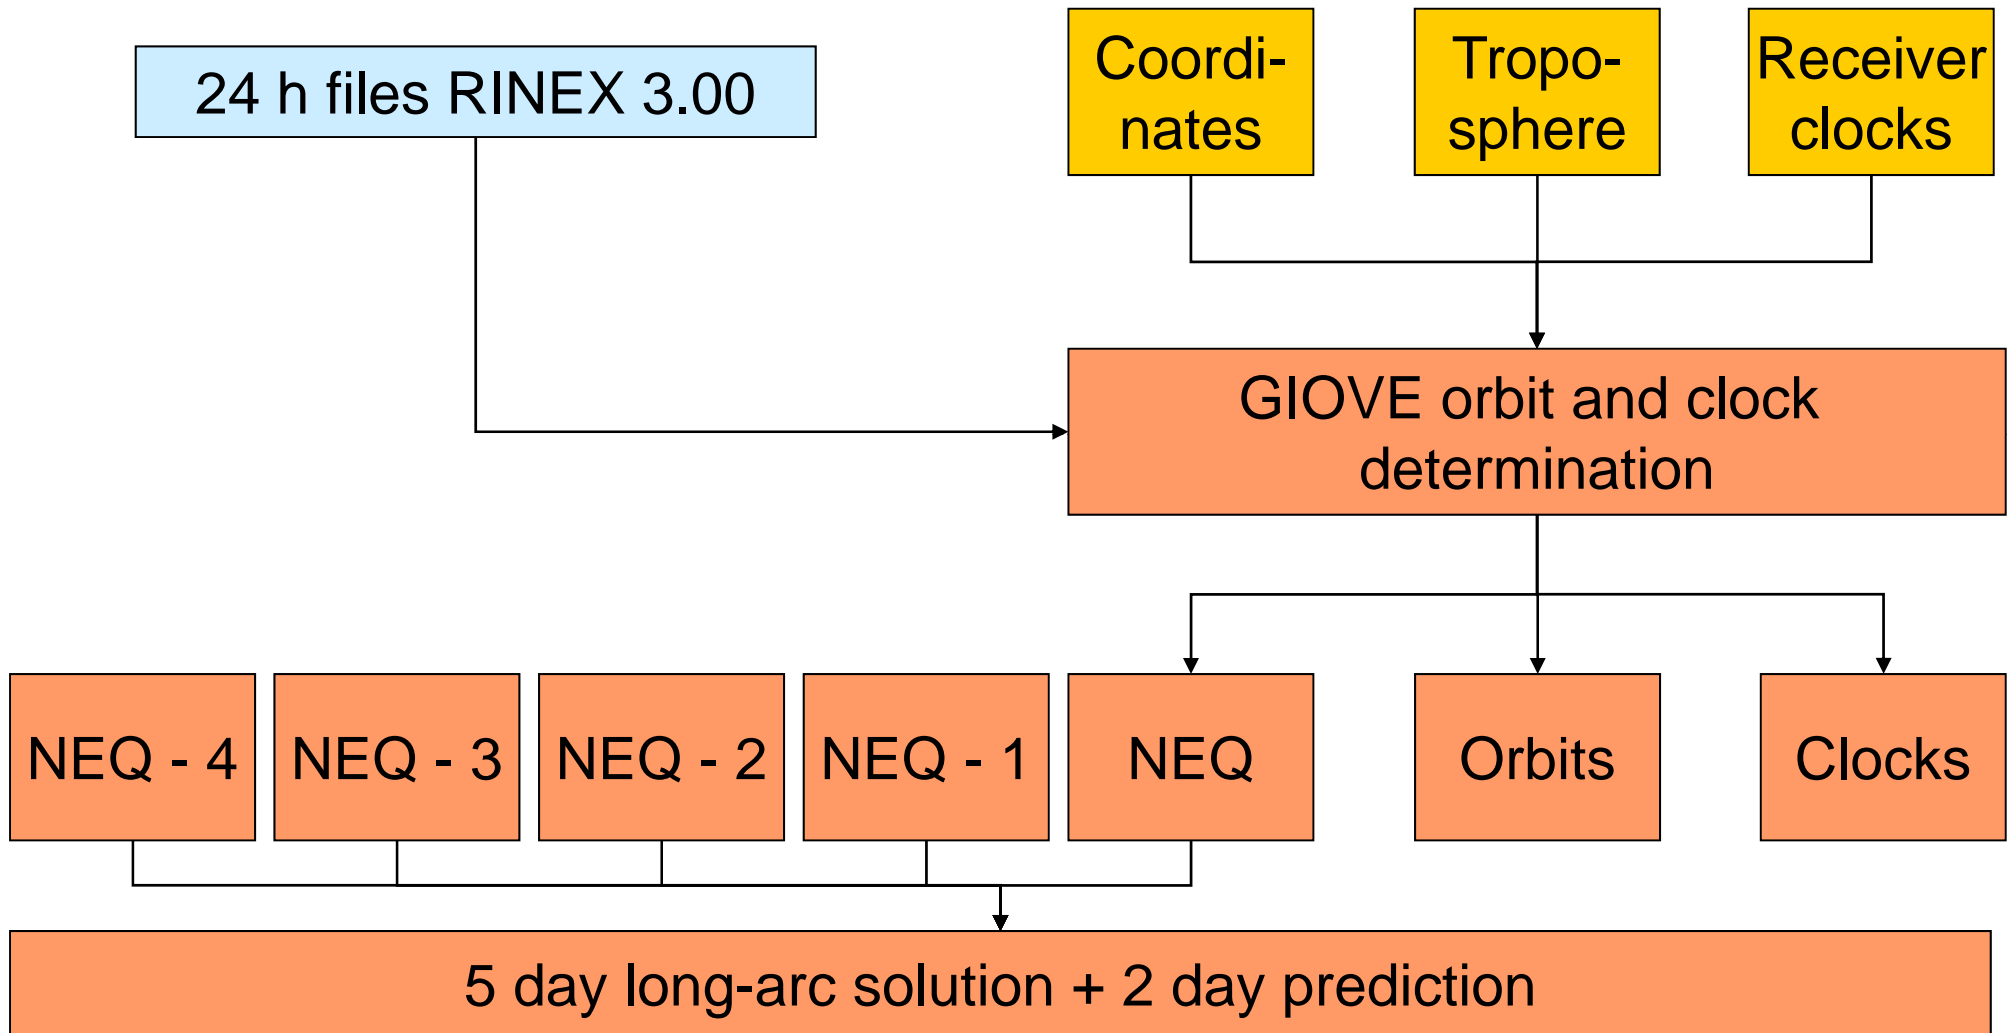 24 h files RINEX 3.00
Coordi-
nates
Tropo-
sphere
Receiver
clocks
GIOVE orbit and clock
determination
NEQ - 4
NEQ - 3
NEQ - 2
NEQ - 1
NEQ
Orbits
Clocks
5 day long-arc solution + 2 day prediction